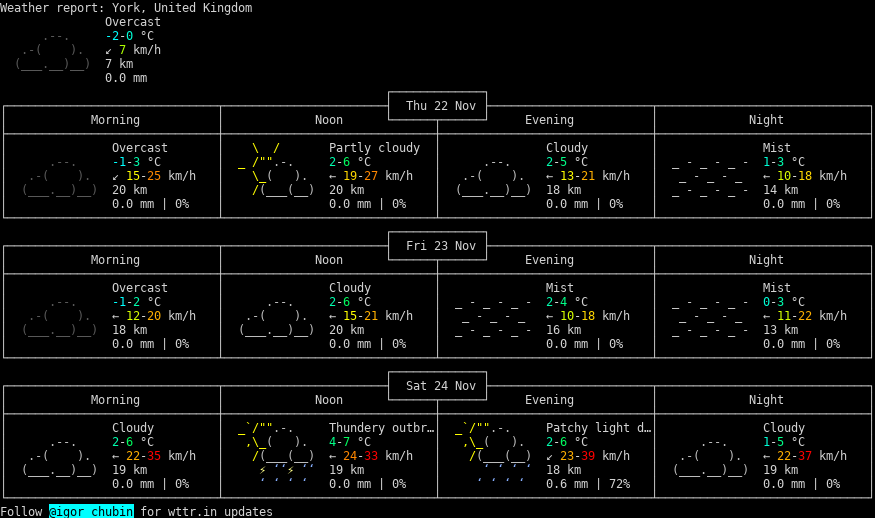 Weather report: York, United Kingdom
Overcast
-2-0 °C
↙ 7 km/h
7 km
0.0 mm
Thu 22 Nov
Morning Noon Evening Night
Overcast Partly cloudy Cloudy Mist
-1-3 °C 2-6 °C 2-5 °C 1-3 °C
↙ 15-25 km/h ← 19-27 km/h ← 13-21 km/h ← 10-18 km/h
20 km 20 km 18 km 14 km
0.0 mm | 0% 0.0 mm | 0% 0.0 mm | 0% 0.0 mm | 0%
Fri 23 Nov
Morning Noon Evening Night
Overcast Cloudy Mist Mist
-1-2 °C 2-6 °C 2-4 °C 0-3 °C
← 12-20 km/h ← 15-21 km/h ← 10-18 km/h ← 11-22 km/h
18 km 20 km 16 km 13 km
0.0 mm | 0% 0.0 mm | 0% 0.0 mm | 0% 0.0 mm | 0%
Sat 24 Nov
Morning Noon Evening Night
Cloudy Thundery outbr… Patchy light d… Cloudy
2-6 °C 4-7 °C 2-6 °C 1-5 °C
← 22-35 km/h ← 24-33 km/h ↙ 23-39 km/h ← 22-37 km/h
19 km 19 km 18 km 19 km
0.0 mm | 0% 0.0 mm | 0% 0.6 mm | 72% 0.0 mm | 0%
Follow @igor_chubin for wttr.in updates